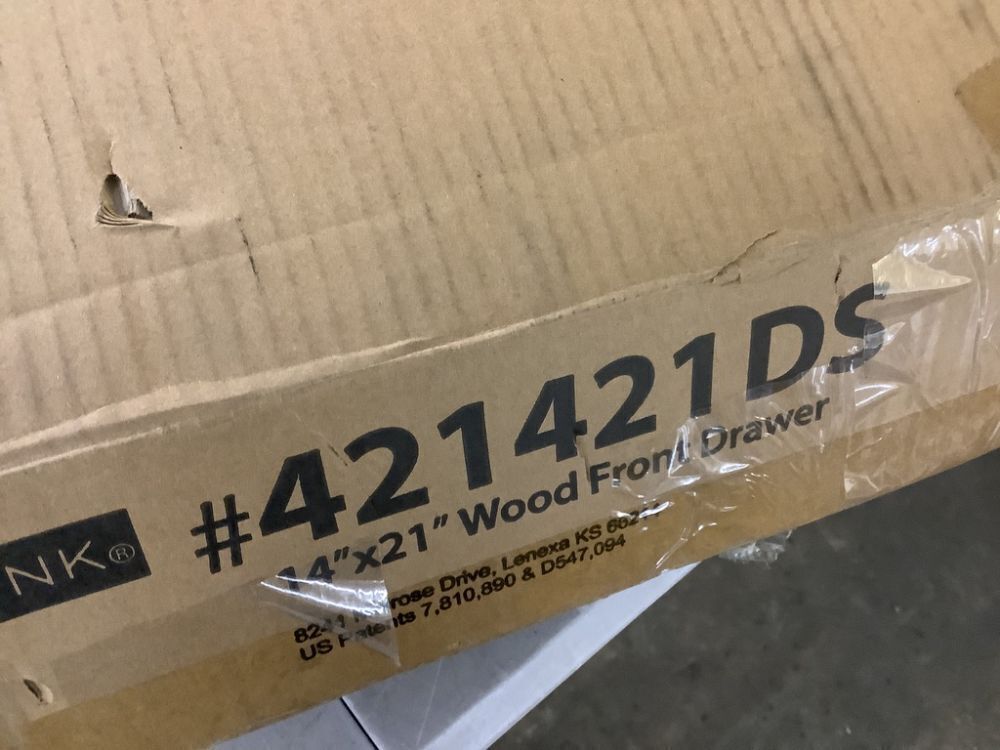 NK®
#421421DS
14"x21" Wood Front Drawer
Drive, Lenexa KS
US Patents 7,810,890 & D547,094